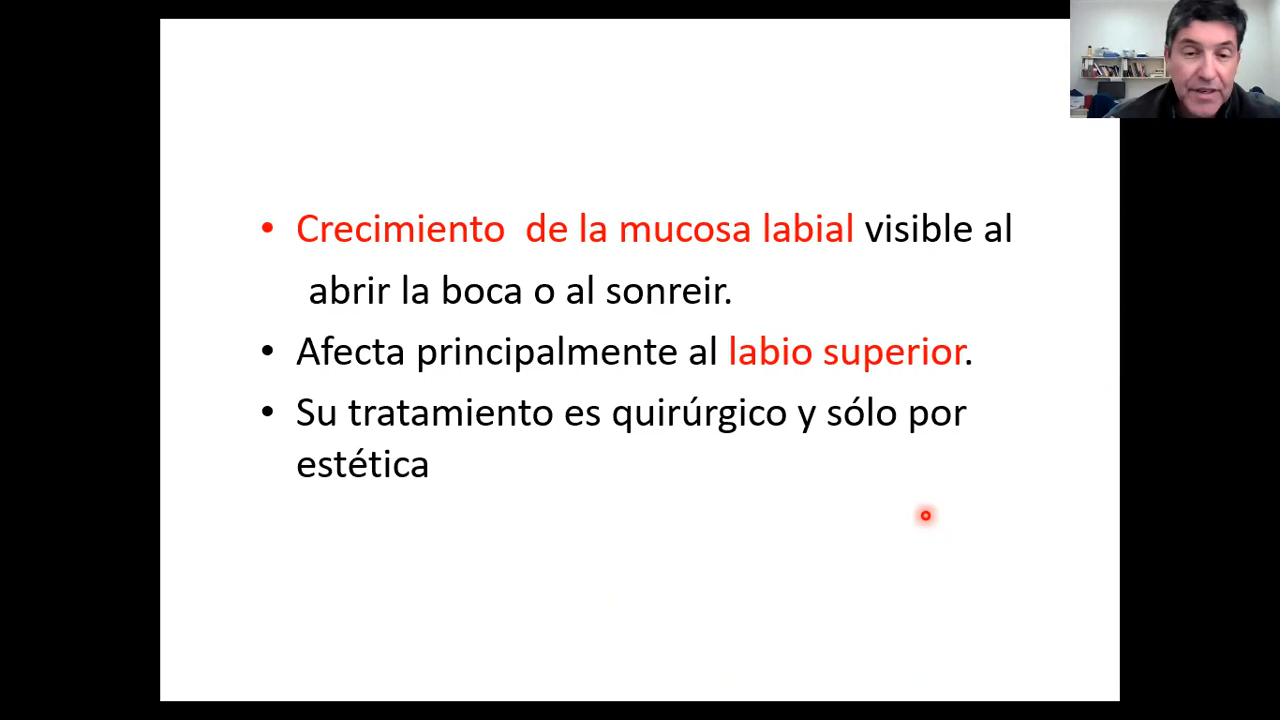 • Crecimiento de la mucosa labial visible al
abrir la boca o al sonreir.
• Afecta principalmente al labio superior.
• Su tratamiento es quirúrgico y sólo por
estética